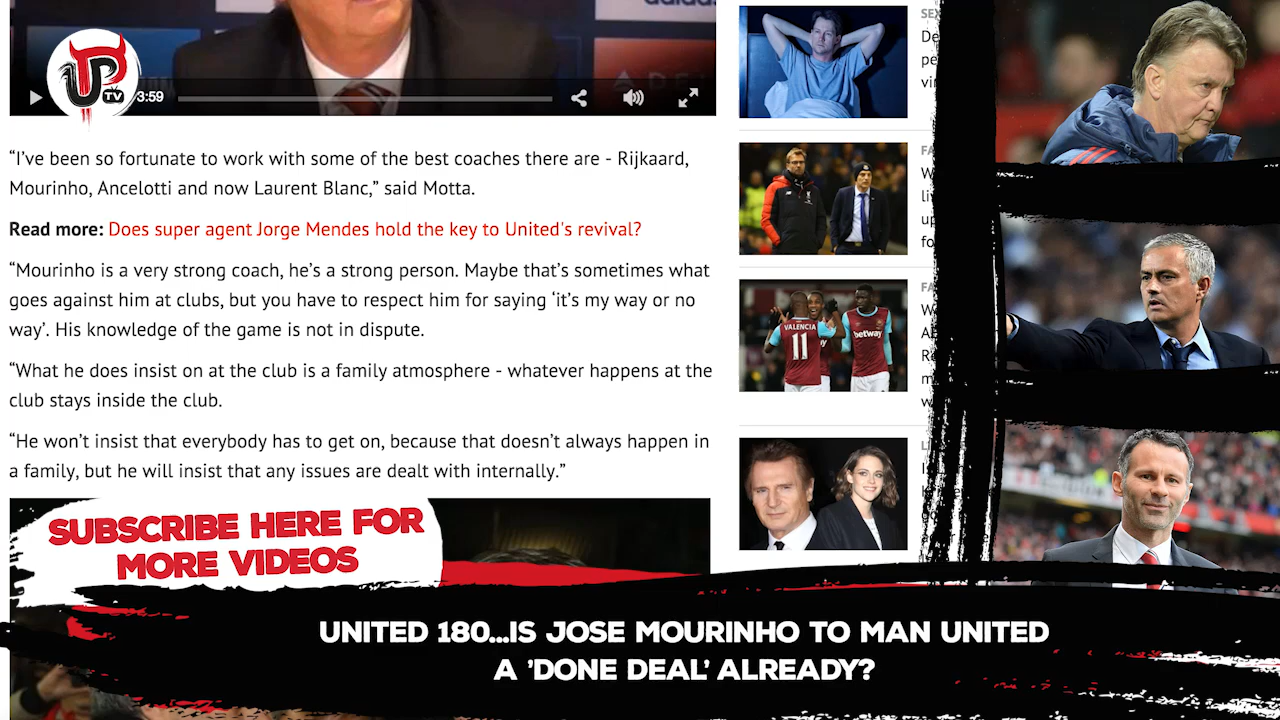 adidas
UP
TV
3:59
“I’ve been so fortunate to work with some of the best coaches there are - Rijkaard,
Mourinho, Ancelotti and now Laurent Blanc,” said Motta.
Read more: Does super agent Jorge Mendes hold the key to United's revival?
“Mourinho is a very strong coach, he’s a strong person. Maybe that’s sometimes what
goes against him at clubs, but you have to respect him for saying ‘it’s my way or no
way’. His knowledge of the game is not in dispute.
“What he does insist on at the club is a family atmosphere - whatever happens at the
club stays inside the club.
“He won’t insist that everybody has to get on, because that doesn’t always happen in
a family, but he will insist that any issues are dealt with internally.”
VALENCIA
11
betway
SUBSCRIBE HERE FOR
MORE VIDEOS
UNITED 180...IS JOSE MOURINHO TO MAN UNITED
A 'DONE DEAL' ALREADY?